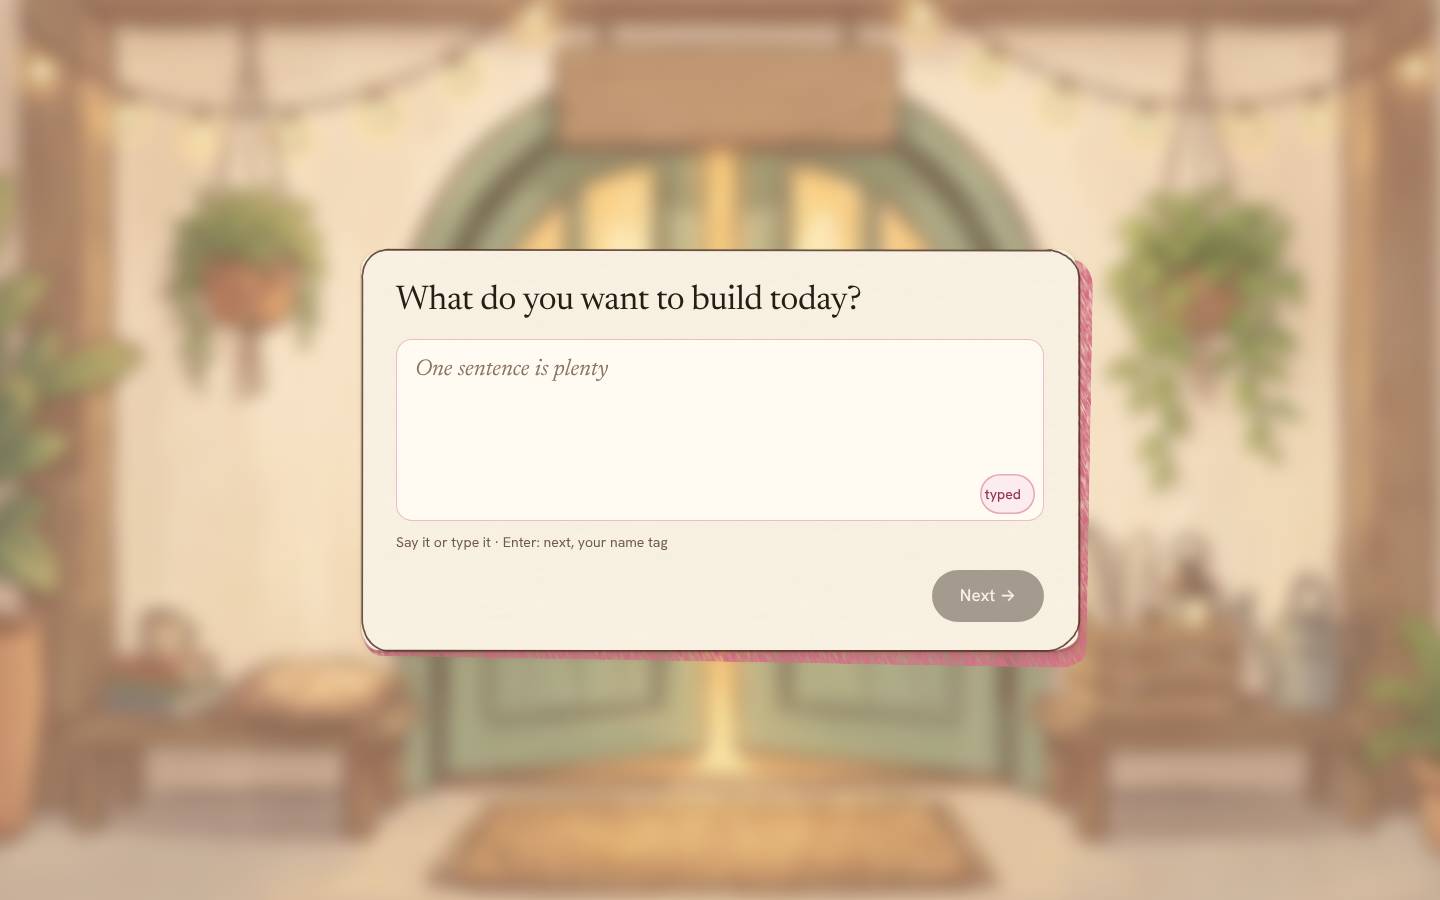 What do you want to build today?
One sentence is plenty
typed
Say it or type it · Enter: next, your name tag
Next →